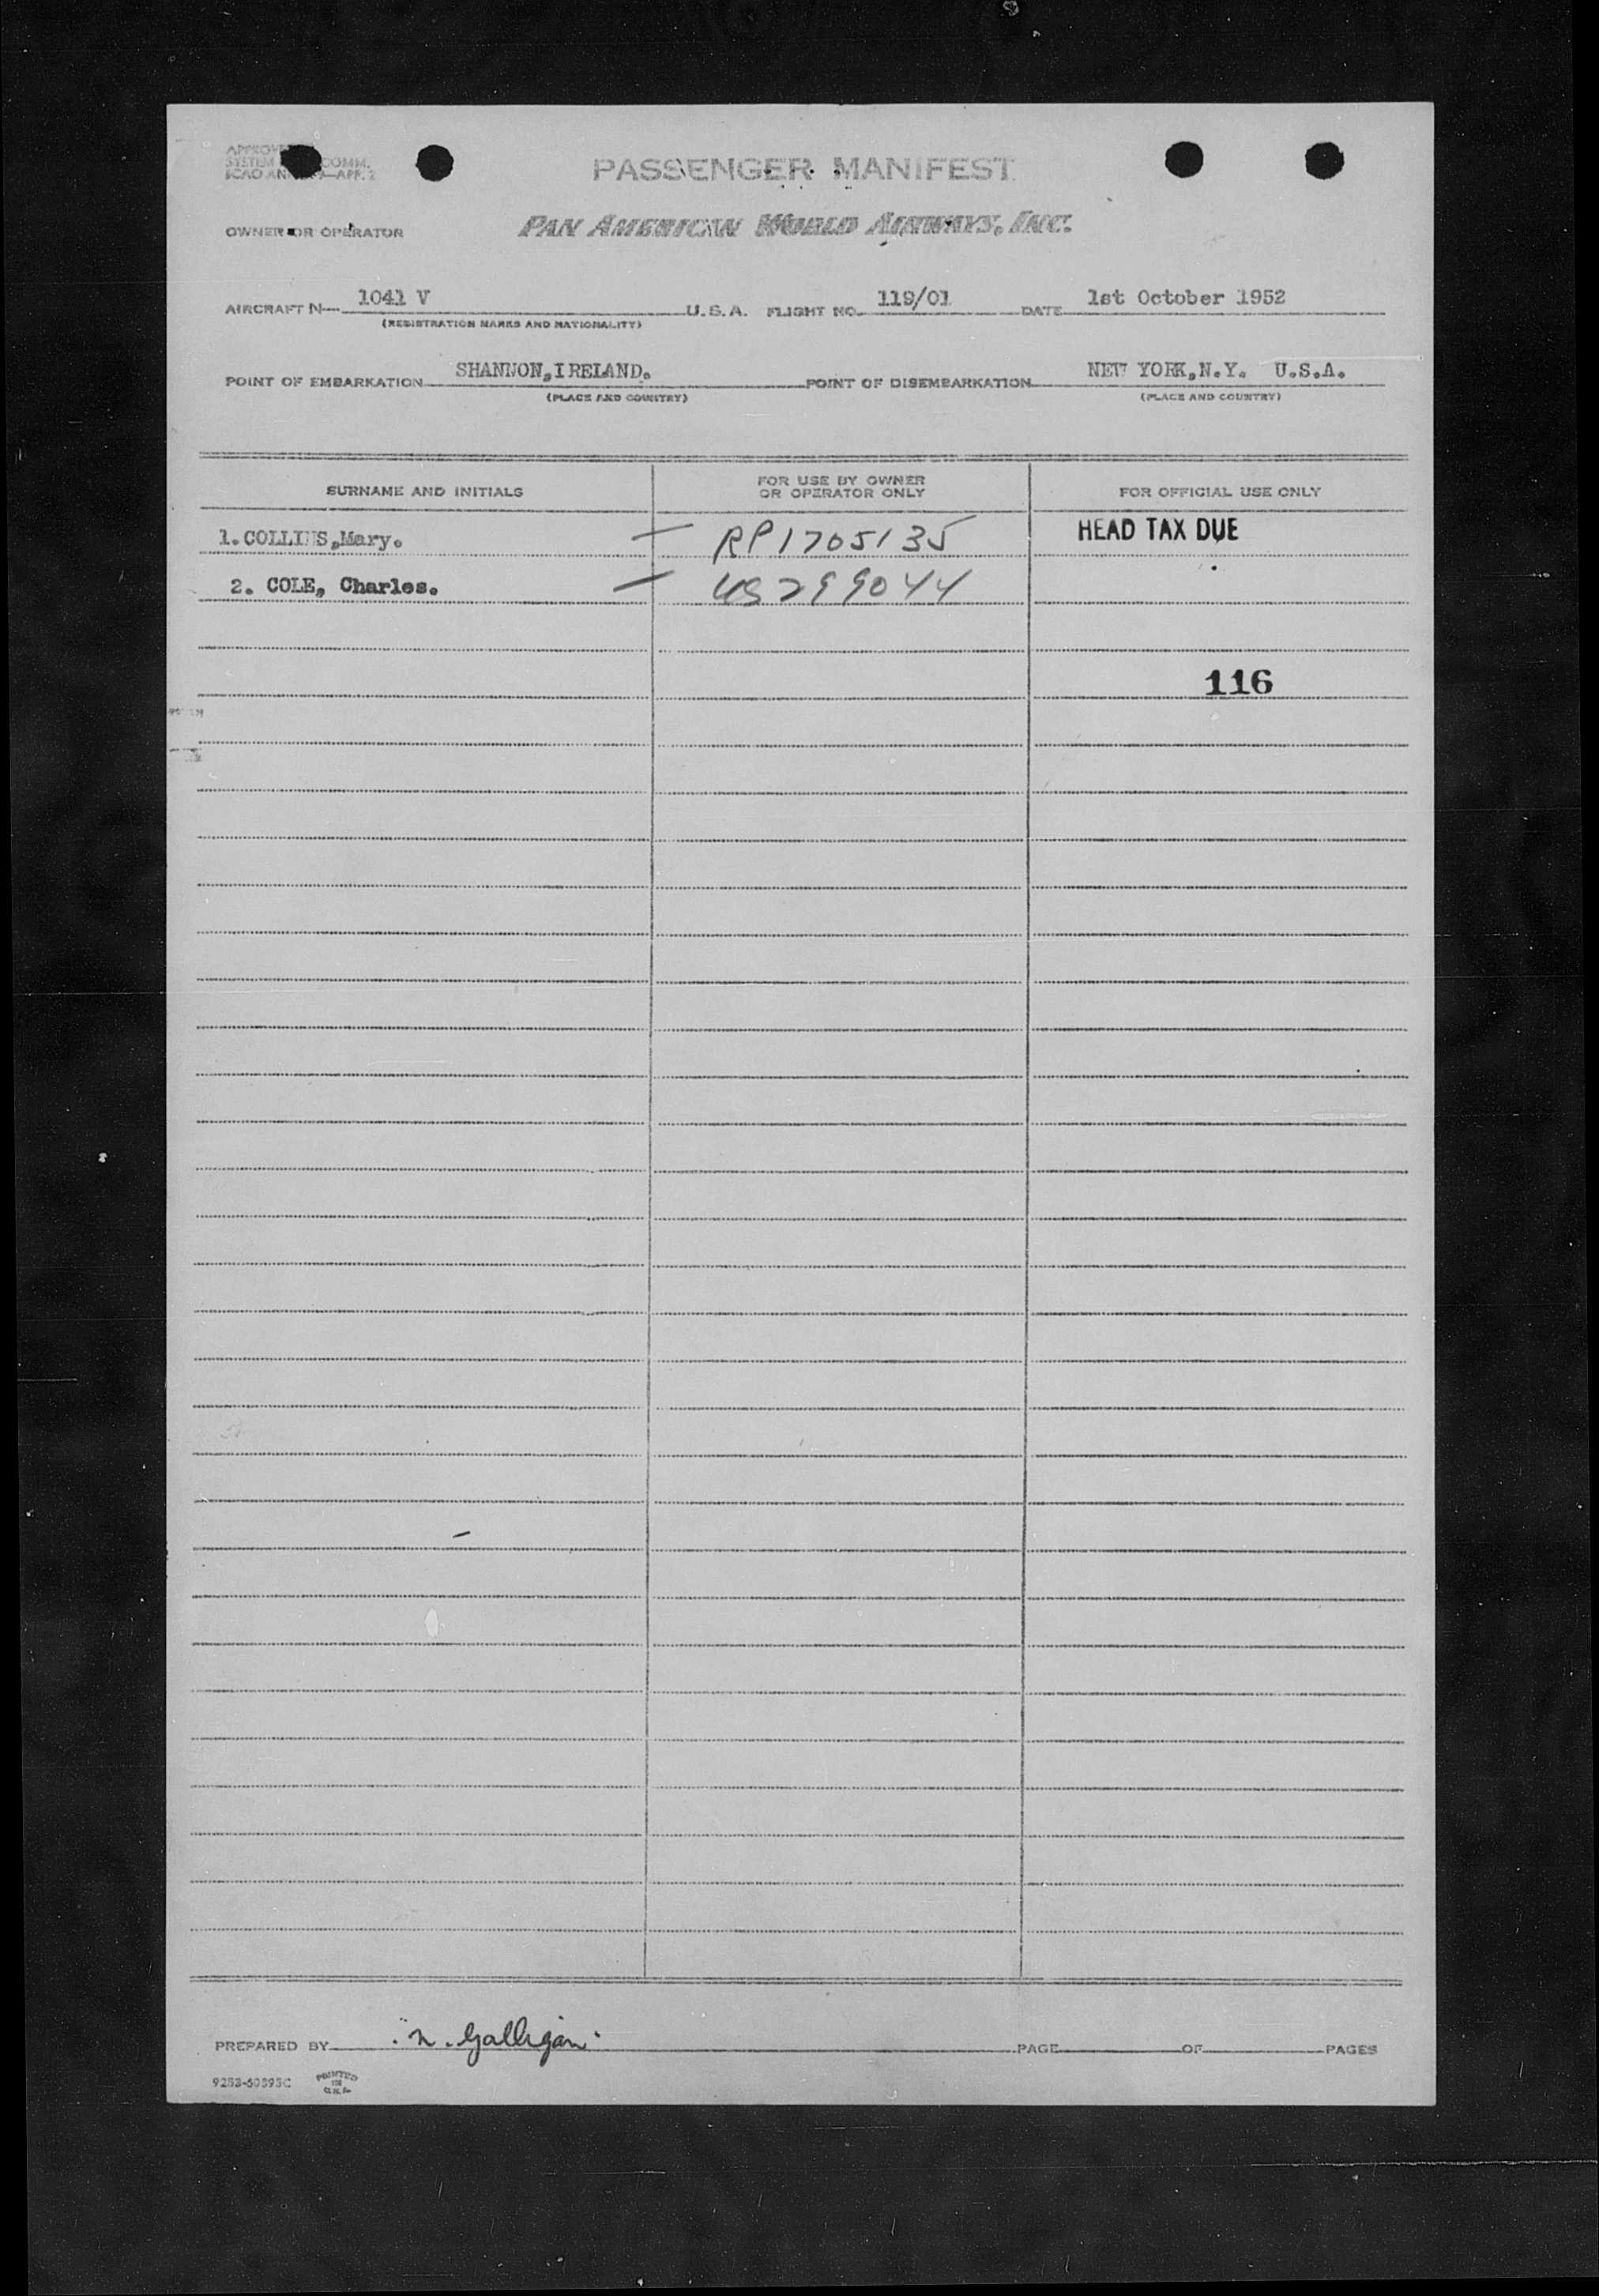 PASSENGER MANIFEST
OWNER OR OPERATOR PAN AMERICAN WORLD AIRWAYS, INC.
AIRCRAFT N— 1041 V U.S.A. FLIGHT NO. 119/01 DATE 1st October 1952
(REGISTRATION MARKS AND NATIONALITY)
POINT OF EMBARKATION SHANNON,IRELAND. POINT OF DISEMBARKATION NEW YORK,N.Y. U.S.A.
(PLACE AND COUNTRY) (PLACE AND COUNTRY)
SURNAME AND INITIALS FOR USE BY OWNER OR OPERATOR ONLY FOR OFFICIAL USE ONLY
1. COLLINS,Mary. — RP1705135 HEAD TAX DUE
2. COLE, Charles. — US299044
116
PREPARED BY N. Galligan PAGE OF PAGES
PRINTED IN U.S.A.